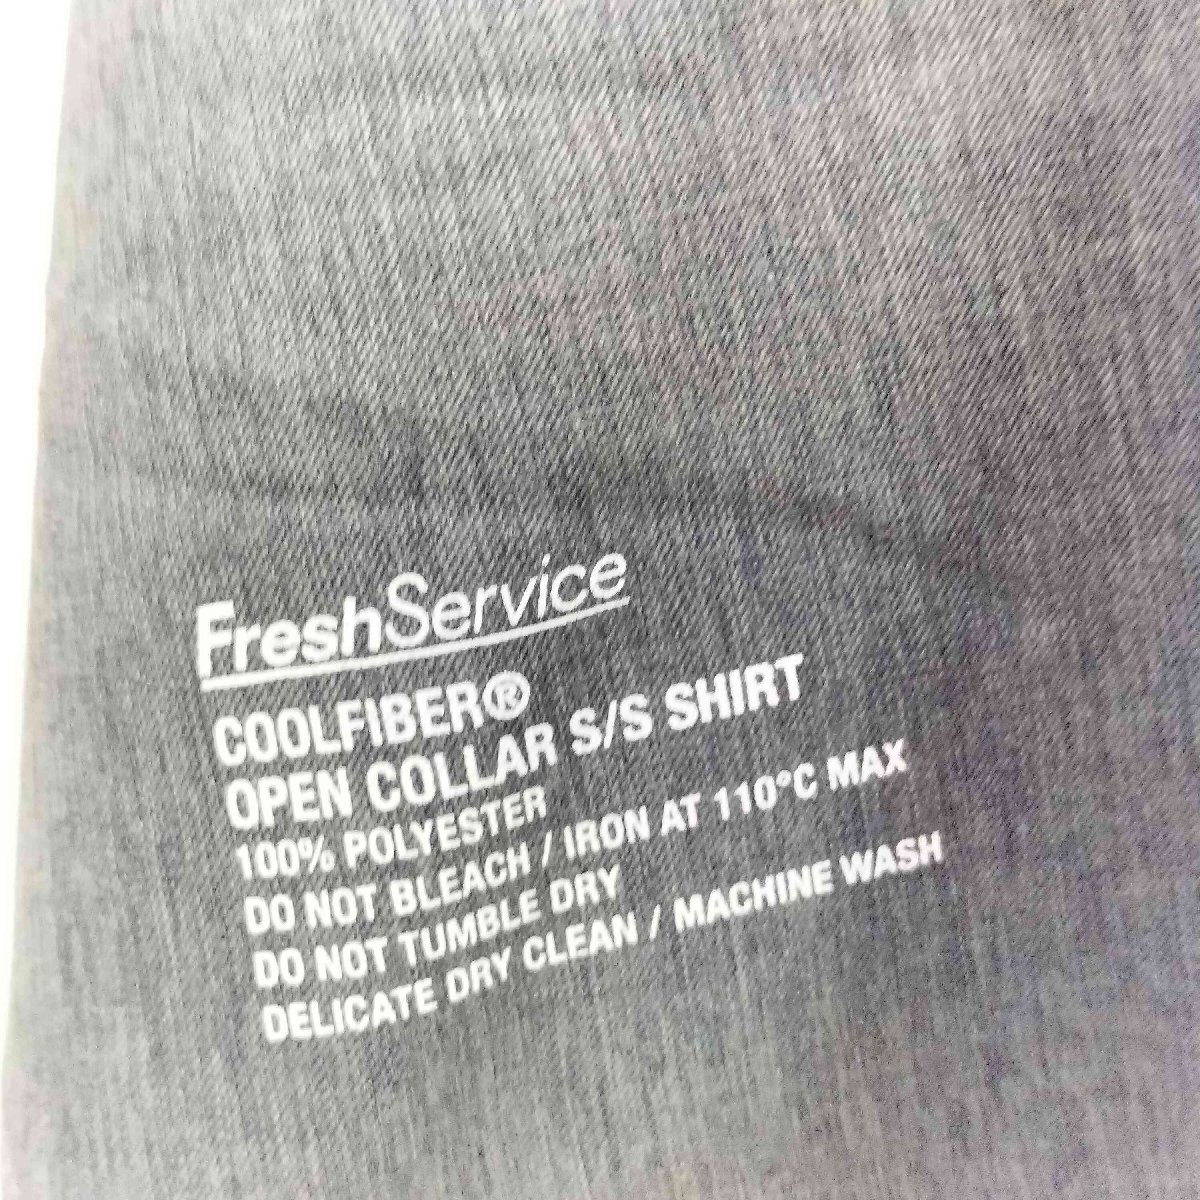 FreshService
COOLFIBER®
OPEN COLLAR S/S SHIRT
100% POLYESTER
DO NOT BLEACH / IRON AT 110°C MAX
DO NOT TUMBLE DRY
DELICATE DRY CLEAN / MACHINE WASH